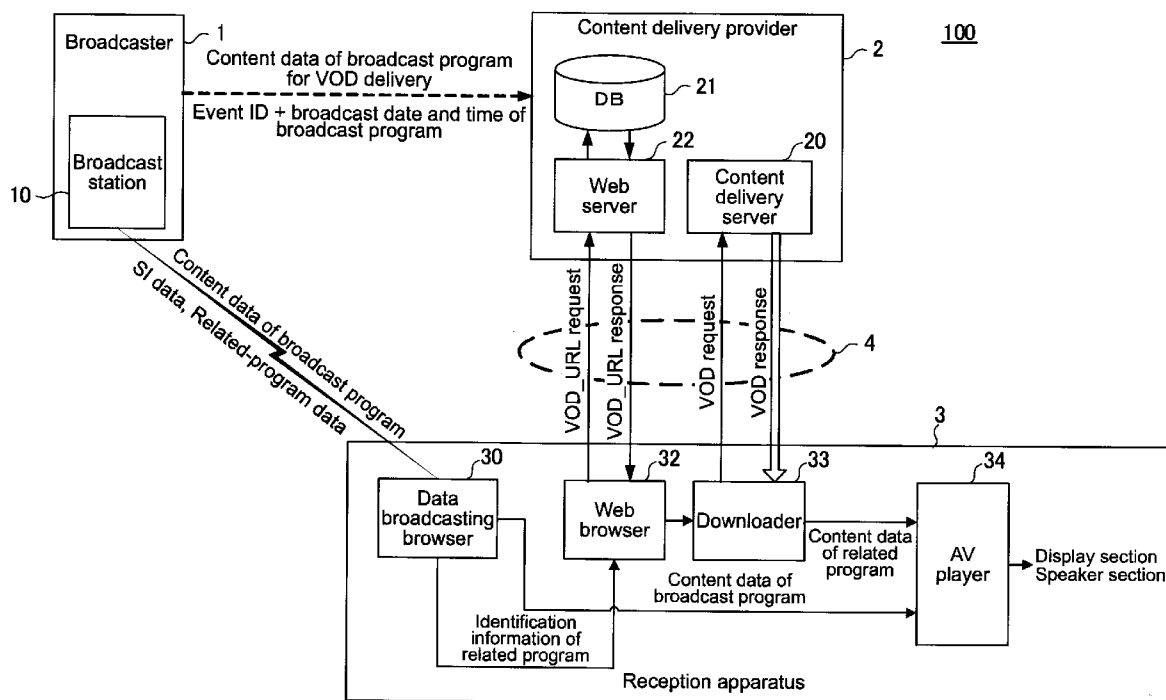 100
Broadcaster
1
Broadcast
station
10
Content data of broadcast program
for VOD delivery
Event ID + broadcast date and time of
broadcast program
Content delivery provider
2
DB
21
22
Web
server
20
Content
delivery
server
Content data of broadcast program
SI data, Related-program data
VOD_URL request
VOD_URL response
VOD request
VOD response
4
3
30
Data
broadcasting
browser
32
Web
browser
33
Downloader
34
AV
player
Content data
of related
program
Content data of
broadcast program
Identification
information of
related program
Display section
Speaker section
Reception apparatus